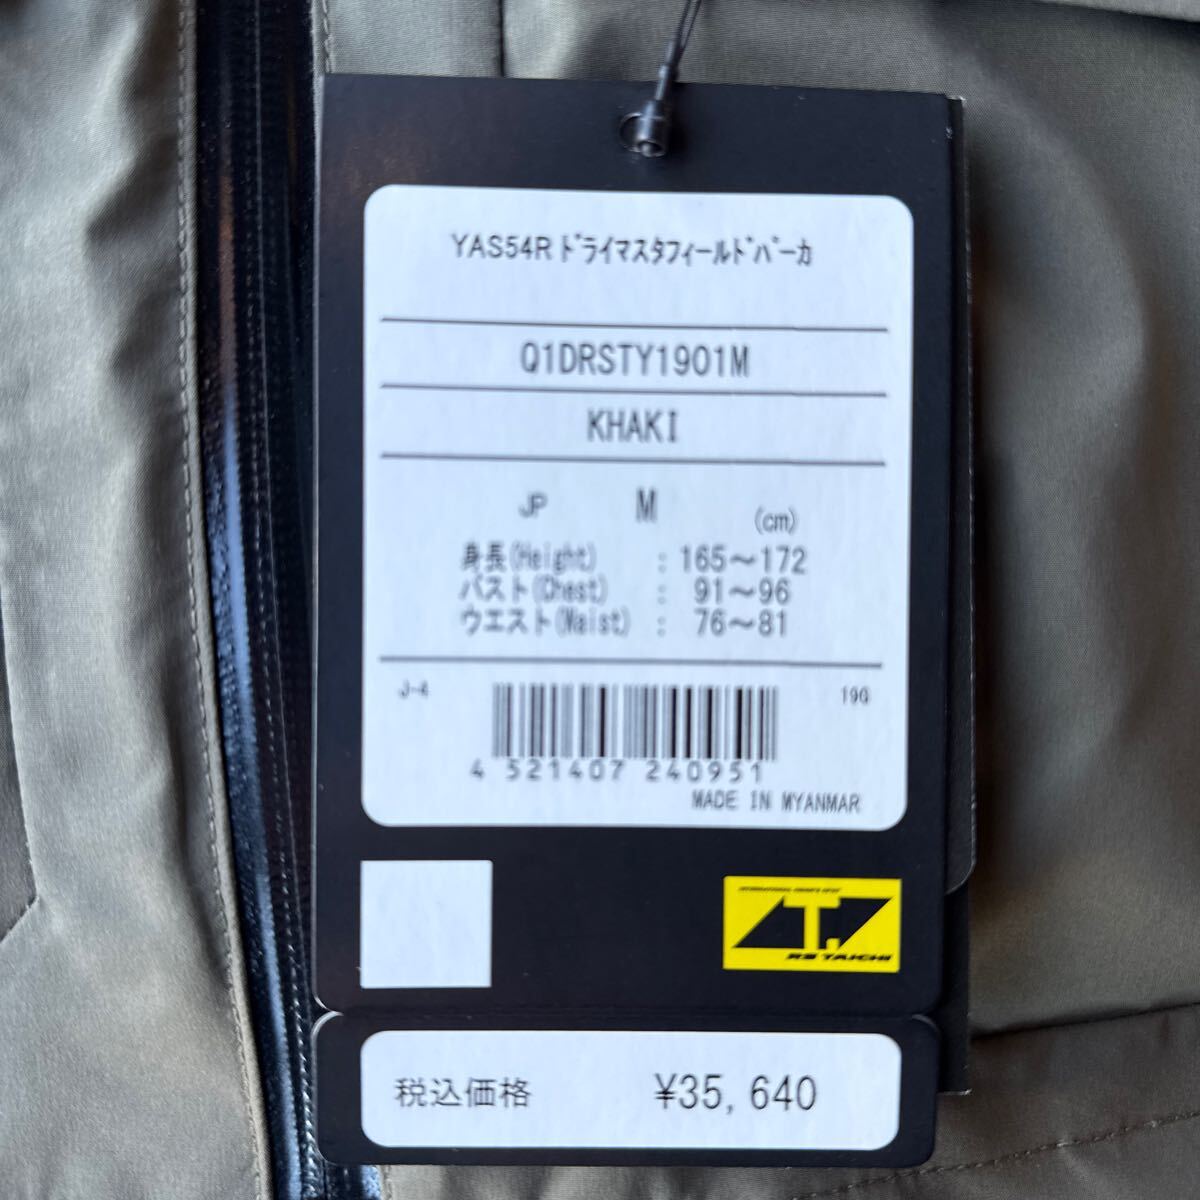 YAS54R ﾄﾞﾗｲﾏｽﾀﾌィールﾄﾞパーカ
Q1DRSTY1901M
KHAKI
JP M (cm)
身長(Height) : 165～172
バスト(Chest) : 91～96
ウエスト(Waist) : 76～81
J-4 19G
4 521407 240951
MADE IN MYANMAR
RS TAICHI
税込価格 ¥35,640